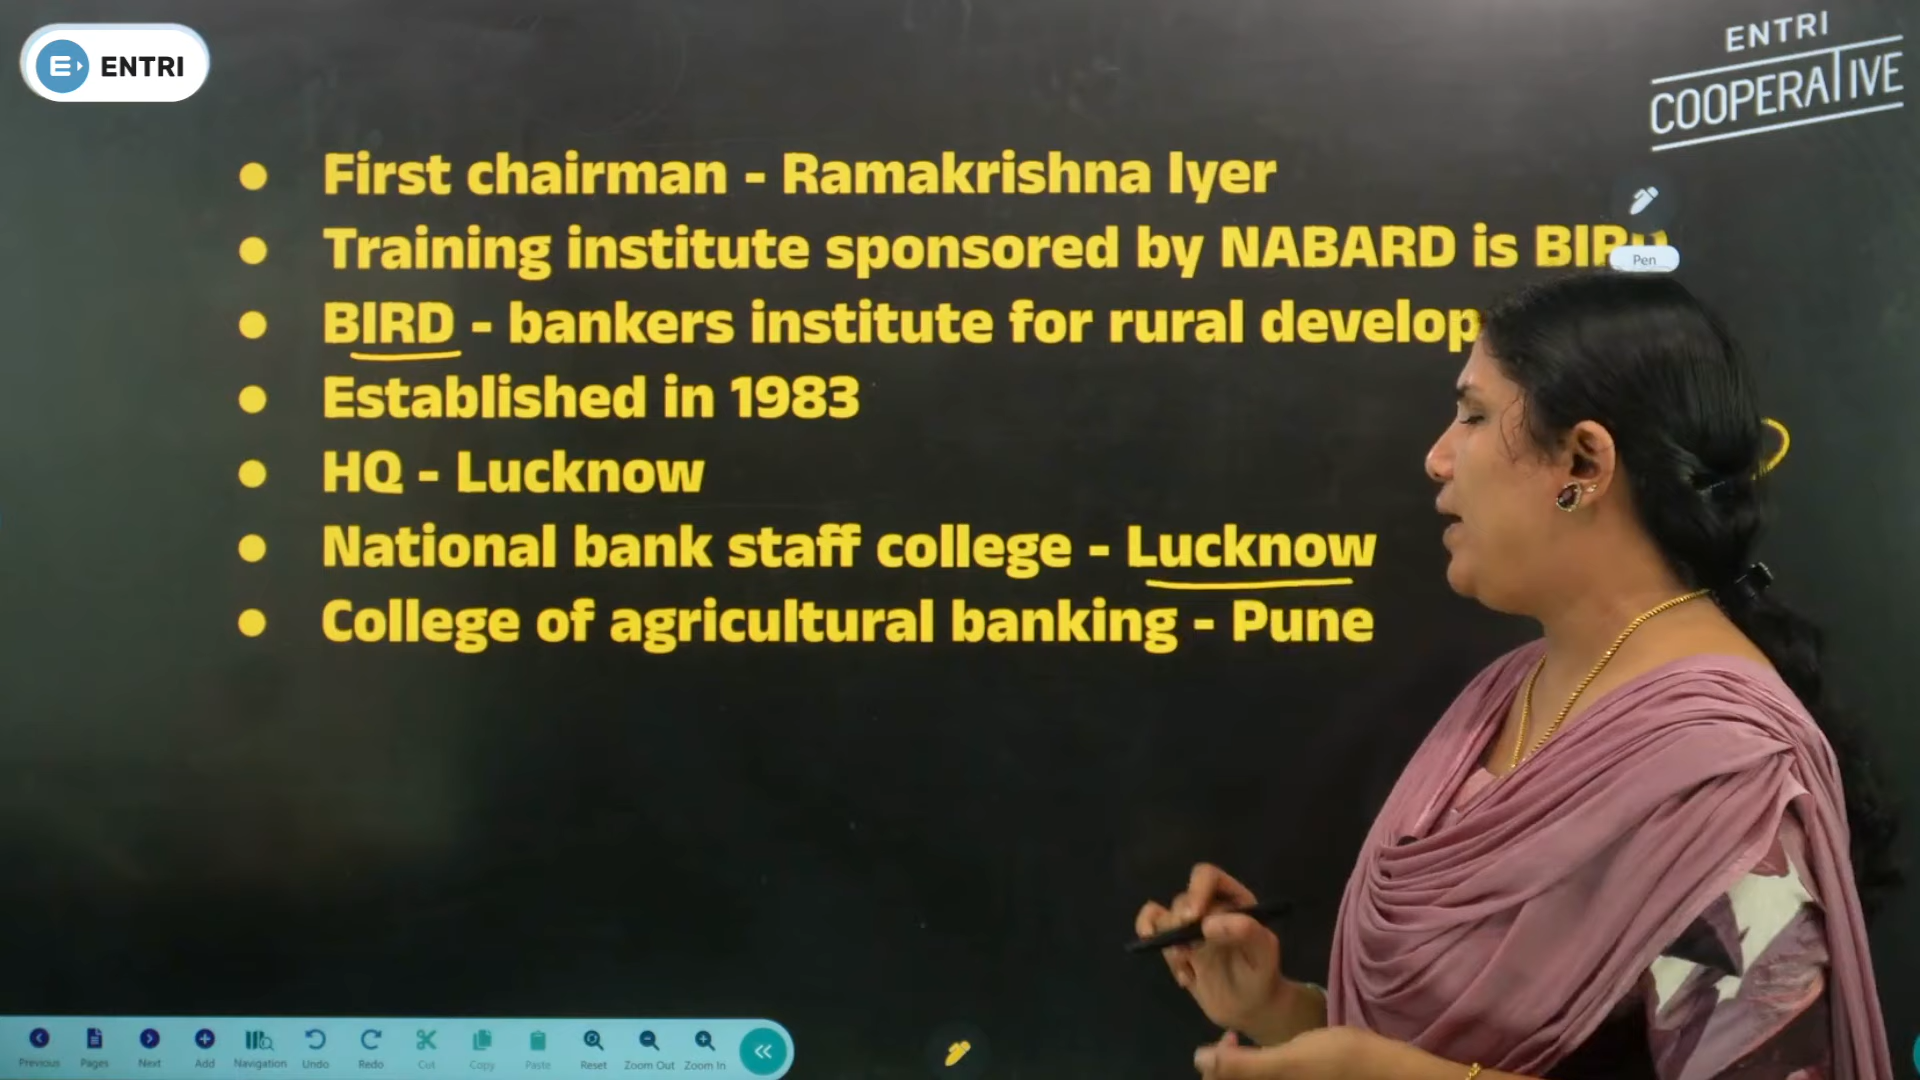 ENTRI
ENTRI
COOPERATIVE
• First chairman - Ramakrishna Iyer
• Training institute sponsored by NABARD is BIRD
Pen
• BIRD - bankers institute for rural develop
• Established in 1983
• HQ - Lucknow
• National bank staff college - Lucknow
• College of agricultural banking - Pune
Previous Pages Next Add Navigation Undo Redo Cut Copy Paste Reset Zoom Out Zoom In